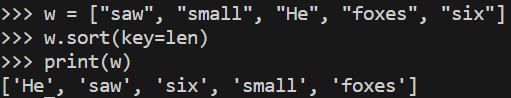 >>> w = ["saw", "small", "He", "foxes", "six"]
>>> w.sort(key=len)
>>> print(w)
['He', 'saw', 'six', 'small', 'foxes']